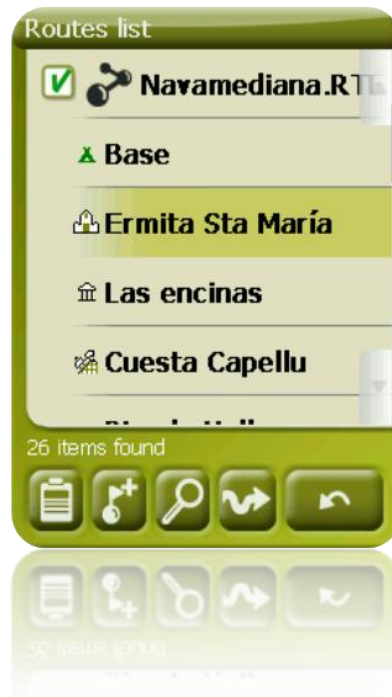 Routes list
Navamediana.RT
Base
Ermita Sta María
Las encinas
Cuesta Capellu
26 items found